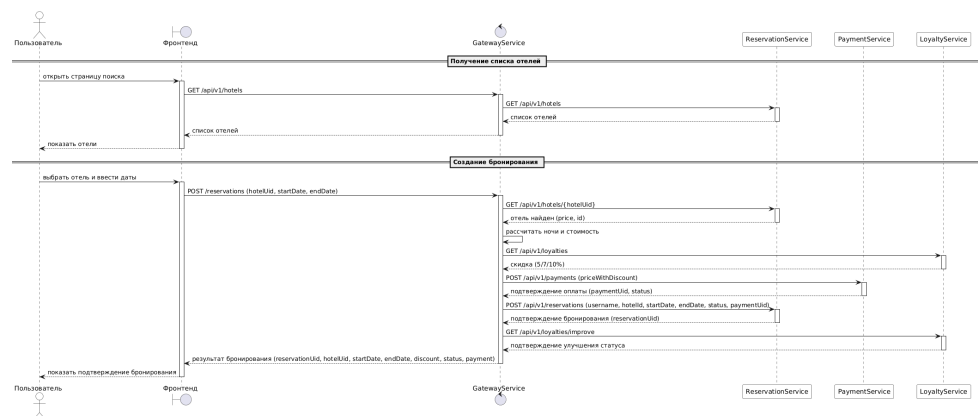 Пользователь
Фронтенд
GatewayService
ReservationService
PaymentService
LoyaltyService
Получение списка отелей
открыть страницу поиска
GET /api/v1/hotels
GET /api/v1/hotels
список отелей
список отелей
показать отели
Создание бронирования
выбрать отель и ввести даты
POST /reservations (hotelUid, startDate, endDate)
GET /api/v1/hotels/{hotelUid}
отель найден (price, id)
рассчитать ночи и стоимость
GET /api/v1/loyalties
скидка (5/7/10%)
POST /api/v1/payments (priceWithDiscount)
подтверждение оплаты (paymentUid, status)
POST /api/v1/reservations (username, hotelId, startDate, endDate, status, paymentUid)
подтверждение бронирования (reservationUid)
GET /api/v1/loyalties/improve
подтверждение улучшения статуса
результат бронирования (reservationUid, hotelUid, startDate, endDate, discount, status, payment)
показать подтверждение бронирования
Пользователь
Фронтенд
GatewayService
ReservationService
PaymentService
LoyaltyService